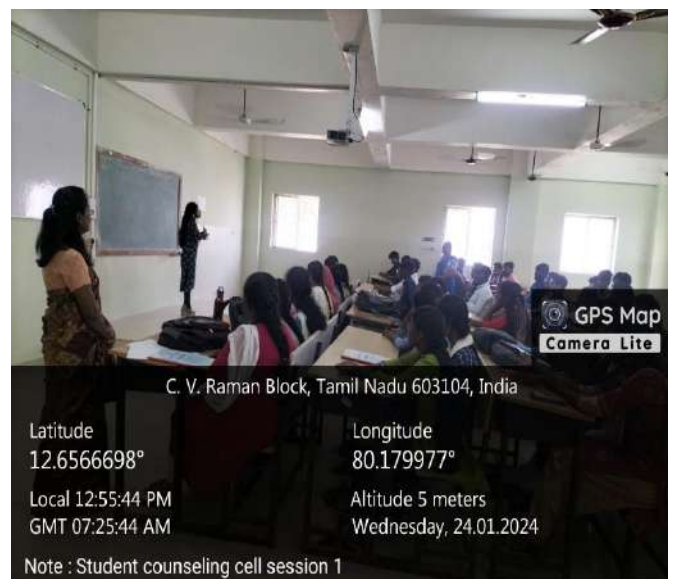 GPS Map
Camera Lite
C. V. Raman Block, Tamil Nadu 603104, India
Latitude
12.6566698°
Longitude
80.179977°
Local 12:55:44 PM
GMT 07:25:44 AM
Altitude 5 meters
Wednesday, 24.01.2024
Note : Student counseling cell session 1